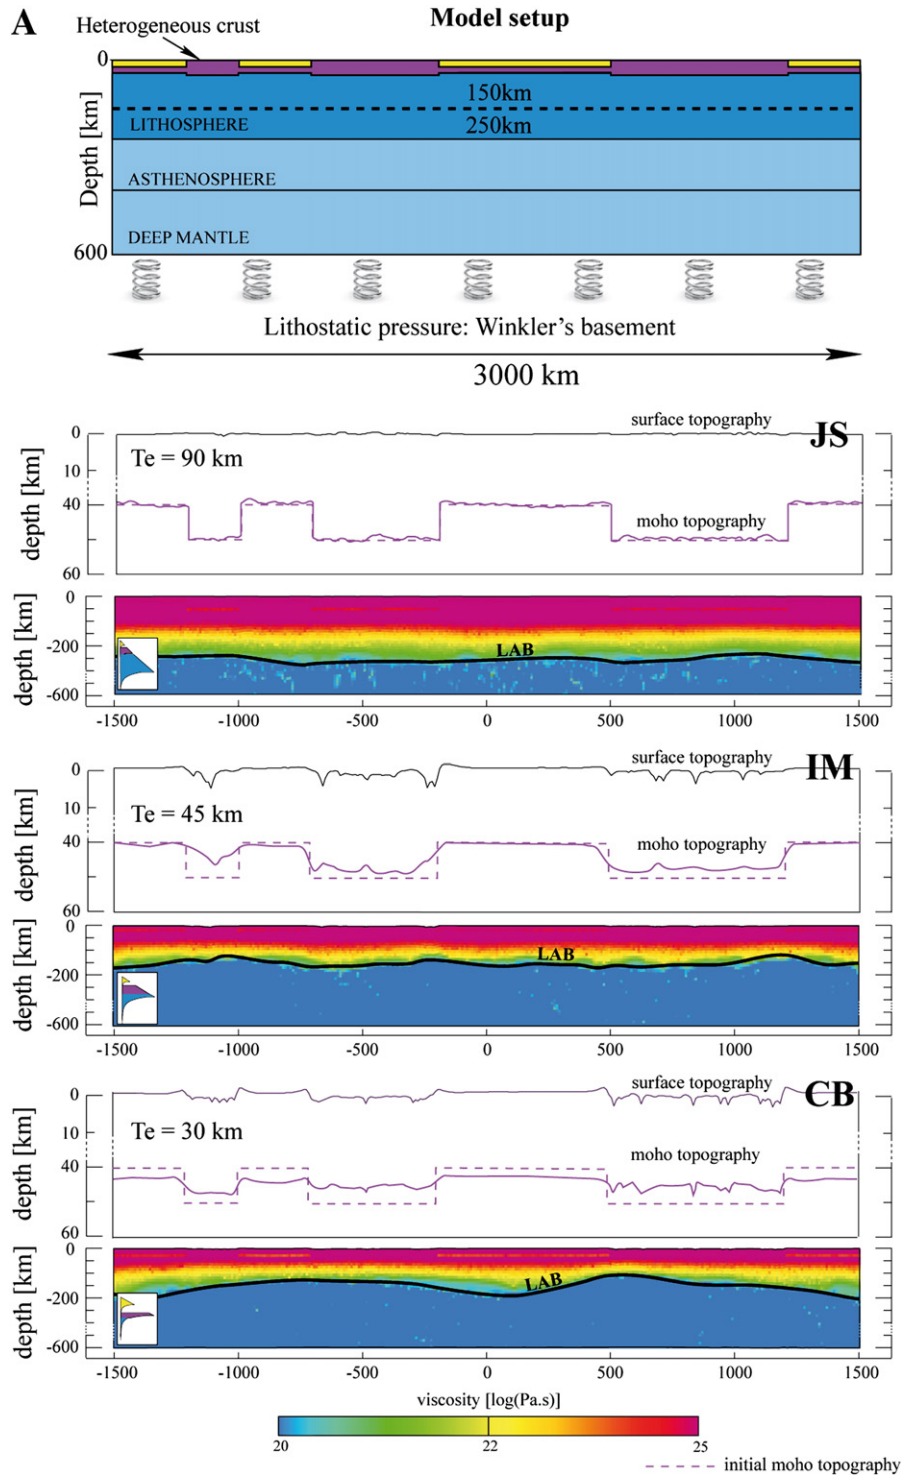 A
Model setup
Heterogeneous crust
0
150km
LITHOSPHERE
250km
Depth [km]
ASTHENOSPHERE
DEEP MANTLE
600
Lithostatic pressure: Winkler's basement
3000 km
surface topography
JS
0
Te = 90 km
10
depth [km]
40
moho topography
60
0
depth [km]
-200
LAB
-600
-1500 -1000 -500 0 500 1000 1500
surface topography
IM
0
Te = 45 km
10
depth [km]
40
moho topography
60
0
depth [km]
LAB
-200
-600
-1500 -1000 -500 0 500 1000 1500
surface topography
CB
0
Te = 30 km
10
depth [km]
moho topography
40
60
0
depth [km]
LAB
-200
-600
-1500 -1000 -500 0 500 1000 1500
viscosity [log(Pa.s)]
20 22 25
initial moho topography